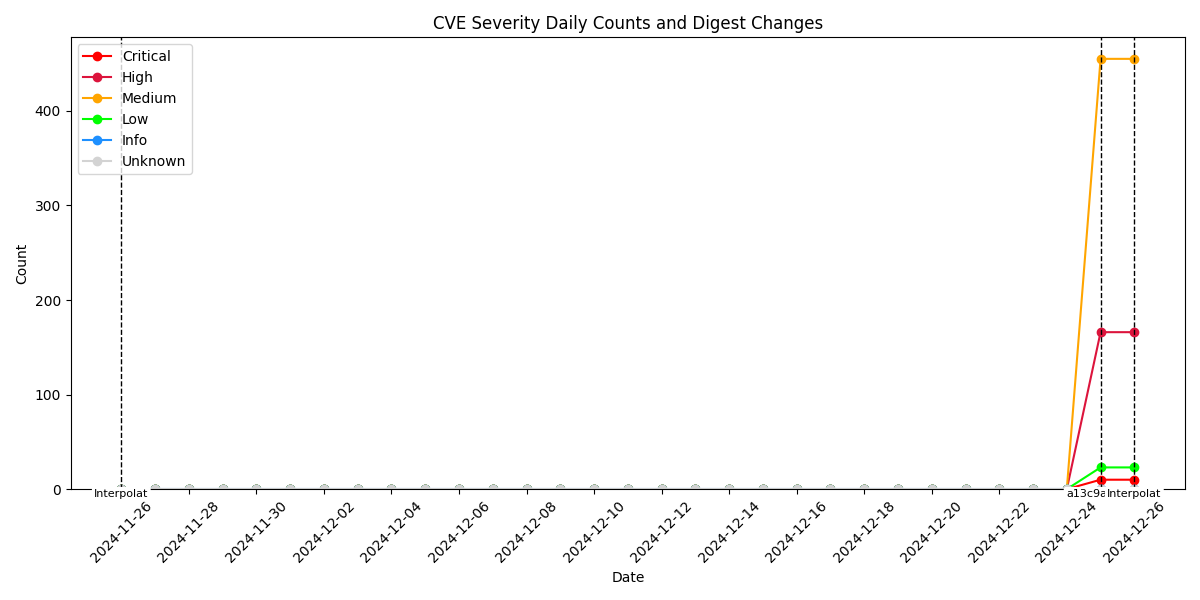 CVE Severity Daily Counts and Digest Changes
Critical
High
Medium
Low
Info
Unknown
Count
400
300
200
100
0
Interpolat
a13c9a
Interpolat
2024-11-26
2024-11-28
2024-11-30
2024-12-02
2024-12-04
2024-12-06
2024-12-08
2024-12-10
2024-12-12
2024-12-14
2024-12-16
2024-12-18
2024-12-20
2024-12-22
2024-12-24
2024-12-26
Date